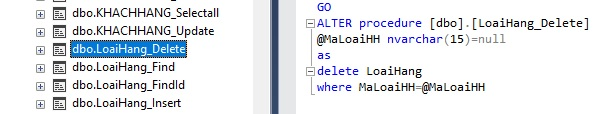 dbo.KHACHHANG_Selectall
dbo.KHACHHANG_Update
dbo.LoaiHang_Delete
dbo.LoaiHang_Find
dbo.LoaiHang_FindId
dbo.LoaiHang_Insert
GO
ALTER procedure [dbo].[LoaiHang_Delete]
@MaLoaiHH nvarchar(15)=null
as
delete LoaiHang
where MaLoaiHH=@MaLoaiHH